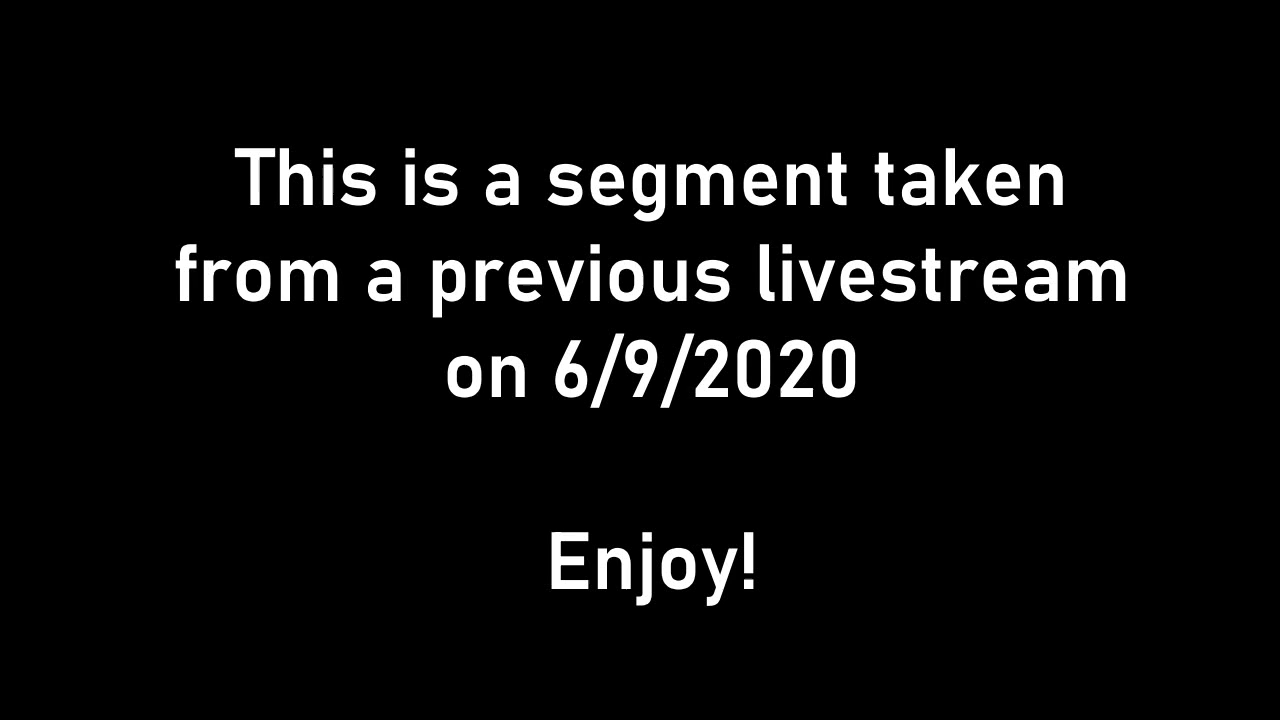 This is a segment taken
from a previous livestream
on 6/9/2020
Enjoy!